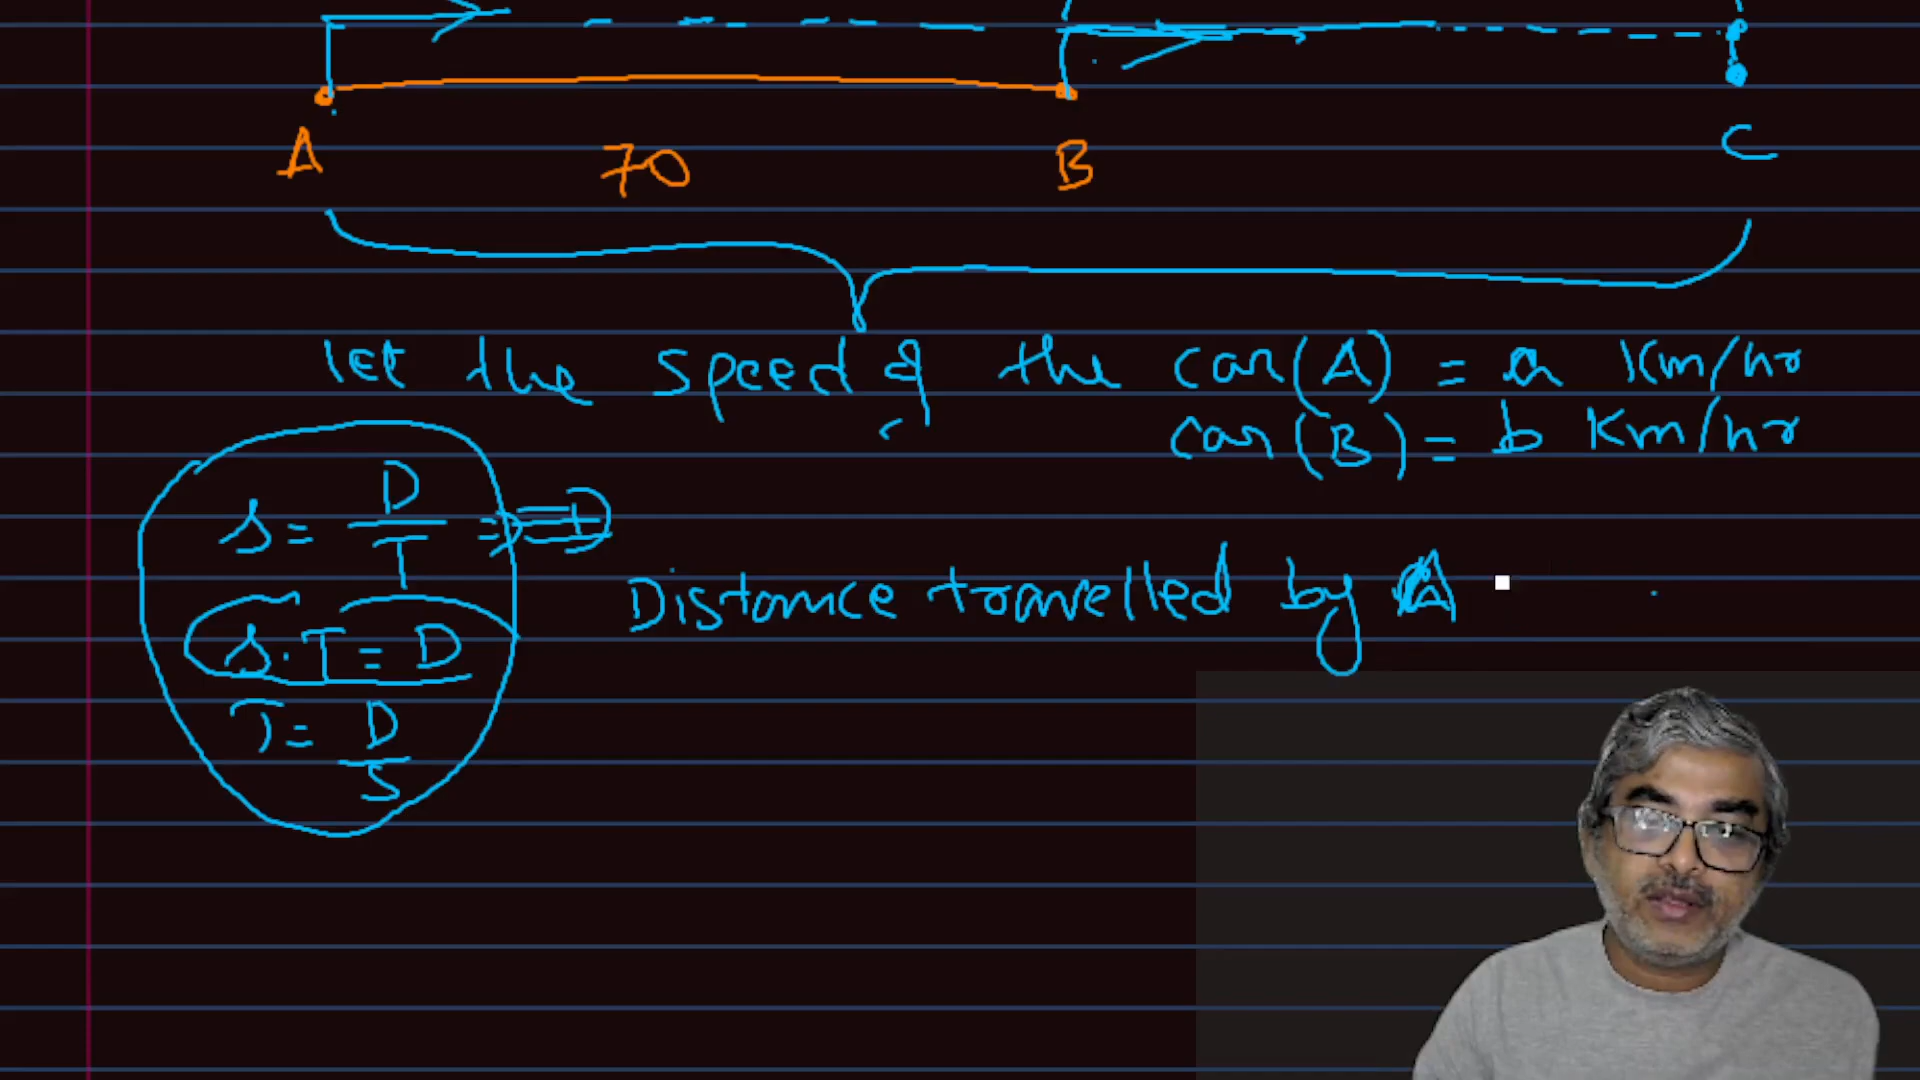 A 70 B C
let the speed of the car(A) = a Km/hr
car(B) = b Km/hr
s = D/T => D
Distance travelled by A
s.T = D
T = D/S